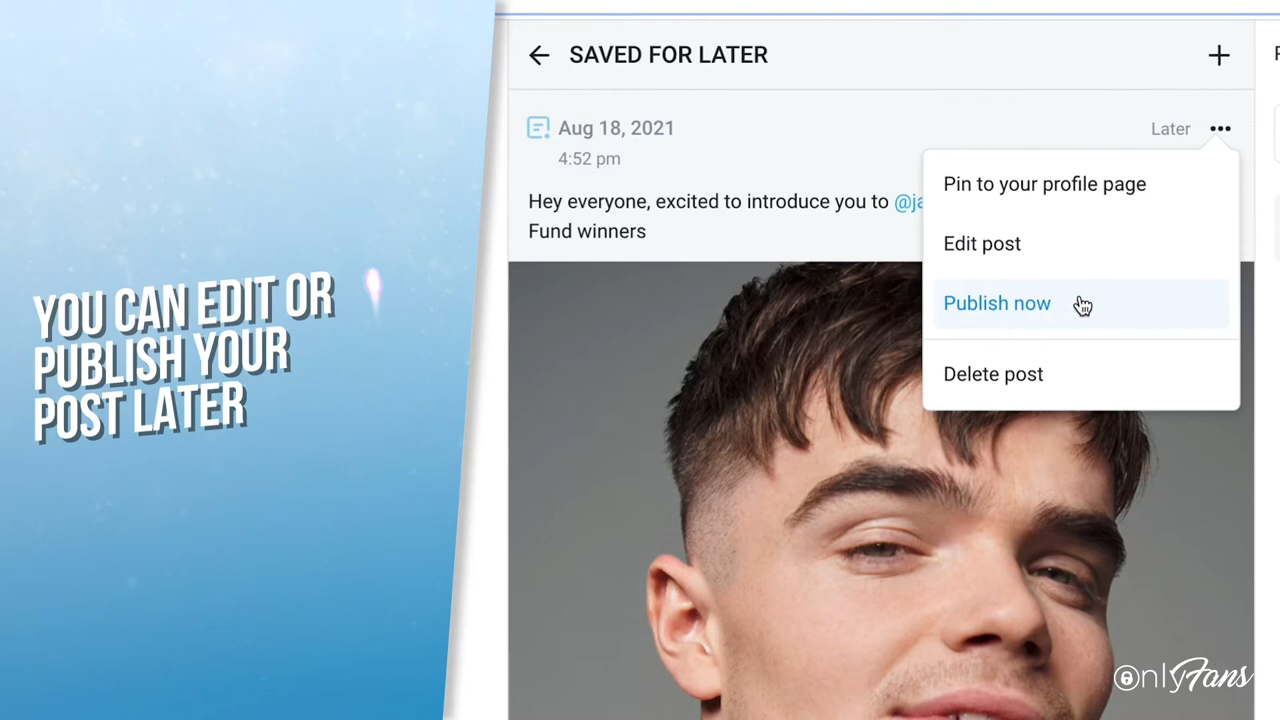 YOU CAN EDIT OR
PUBLISH YOUR
POST LATER
SAVED FOR LATER
Aug 18, 2021
4:52 pm
Later
Hey everyone, excited to introduce you to
Fund winners
Pin to your profile page
Edit post
Publish now
Delete post
OnlyFans